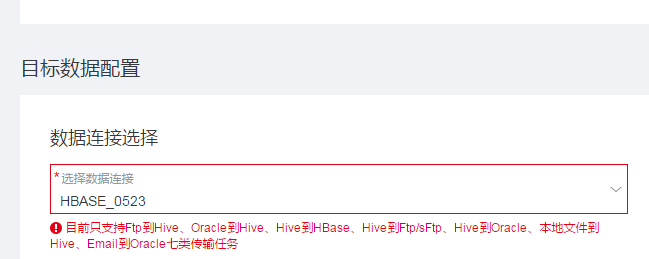 目标数据配置
数据连接选择
*选择数据连接
HBASE_0523
目前只支持Ftp到Hive、Oracle到Hive、Hive到HBase、Hive到Ftp/sFtp、Hive到Oracle、本地文件到
Hive、Email到Oracle七类传输任务